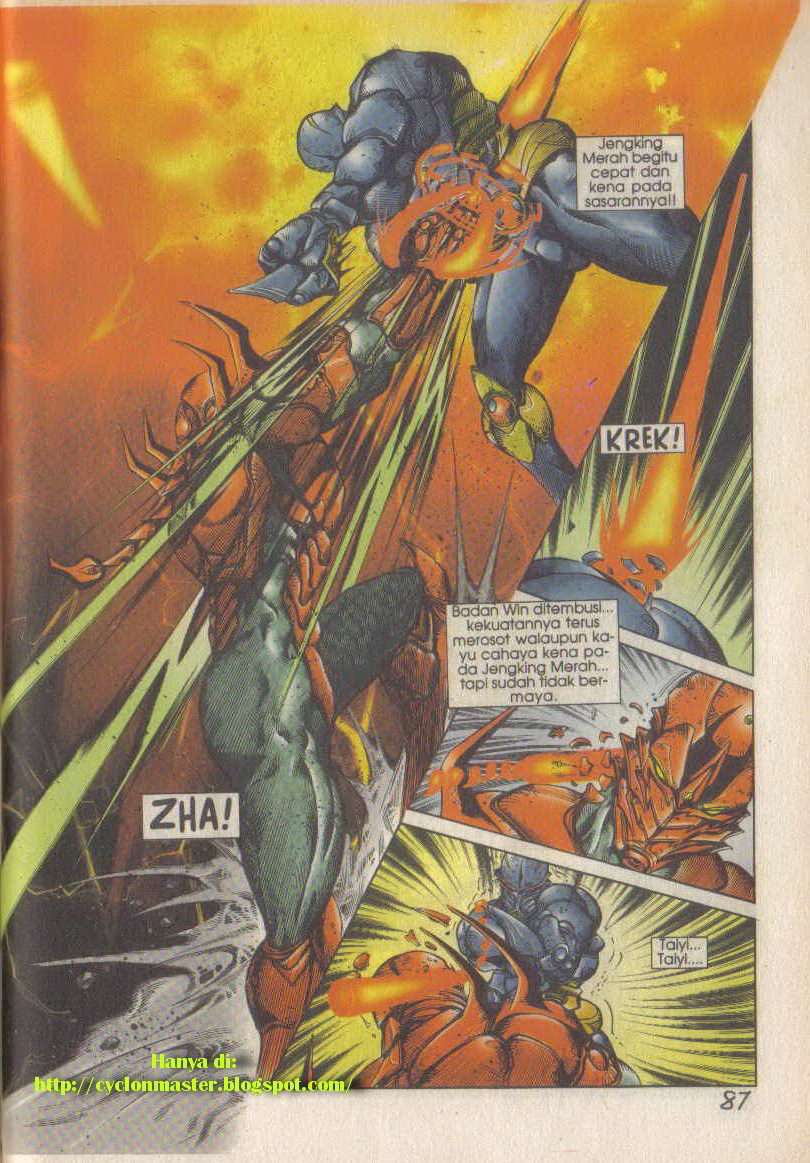 Jengking
Merah begitu
cepat dan
kena pada
sasarannya!!
KREK!
Badan Win ditembusi...
kekuatannya terus
merosot walaupun ka-
yu cahaya kena pa-
da Jengking Merah...
tapi sudah tidak ber-
maya.
ZHA!
Taiyi...
Taiyi....
Hanya di:
http://cyclonmaster.blogspot.com/
87